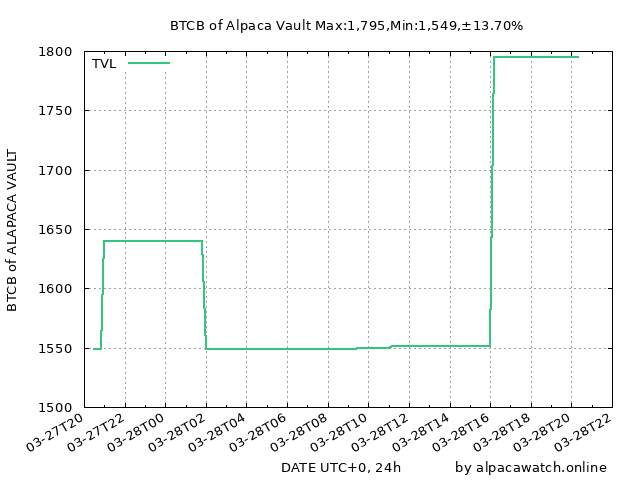 BTCB of Alpaca Vault Max:1,795,Min:1,549,±13.70%
TVL
1800
1750
1700
1650
1600
1550
1500
BTCB of ALAPACA VAULT
03-27T20
03-27T22
03-28T00
03-28T02
03-28T04
03-28T06
03-28T08
03-28T10
03-28T12
03-28T14
03-28T16
03-28T18
03-28T20
03-28T22
DATE UTC+0, 24h
by alpacawatch.online